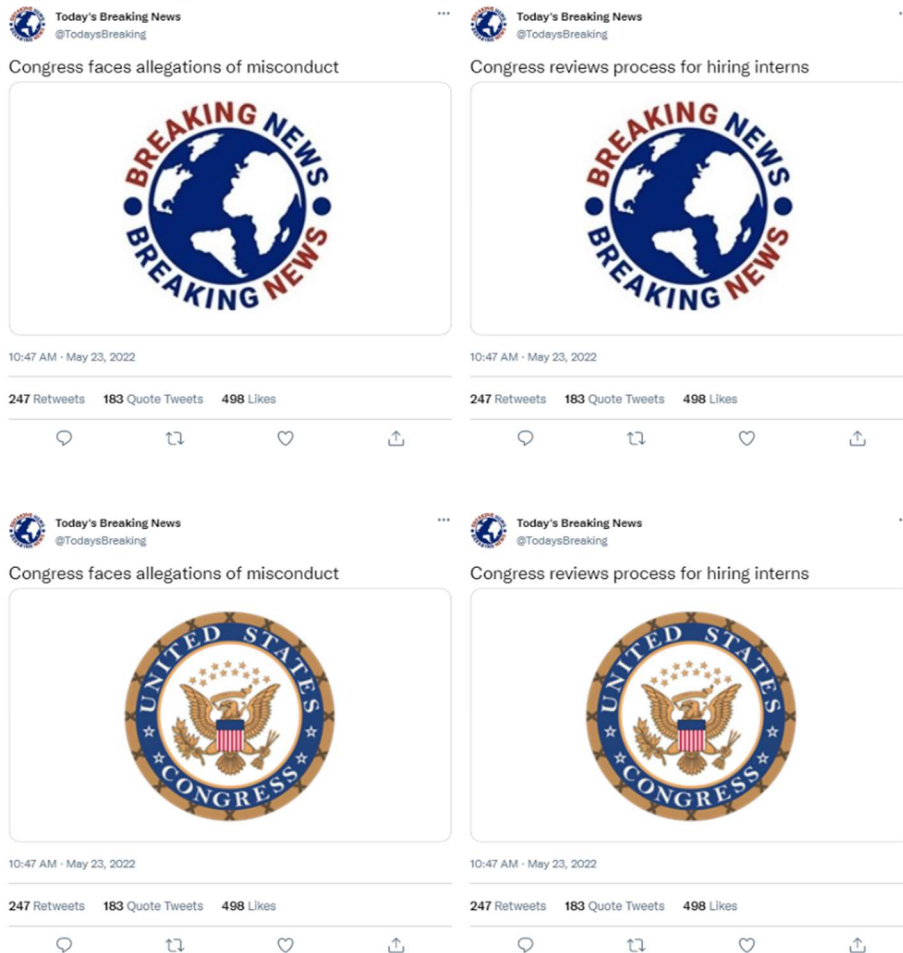 Today's Breaking News
@TodaysBreaking
Congress faces allegations of misconduct
BREAKING NEWS
BREAKING NEWS
10:47 AM · May 23, 2022
247 Retweets 183 Quote Tweets 498 Likes
Today's Breaking News
@TodaysBreaking
Congress reviews process for hiring interns
BREAKING NEWS
BREAKING NEWS
10:47 AM · May 23, 2022
247 Retweets 183 Quote Tweets 498 Likes
Today's Breaking News
@TodaysBreaking
Congress faces allegations of misconduct
UNITED STATES
CONGRESS
10:47 AM · May 23, 2022
247 Retweets 183 Quote Tweets 498 Likes
Today's Breaking News
@TodaysBreaking
Congress reviews process for hiring interns
UNITED STATES
CONGRESS
10:47 AM · May 23, 2022
247 Retweets 183 Quote Tweets 498 Likes